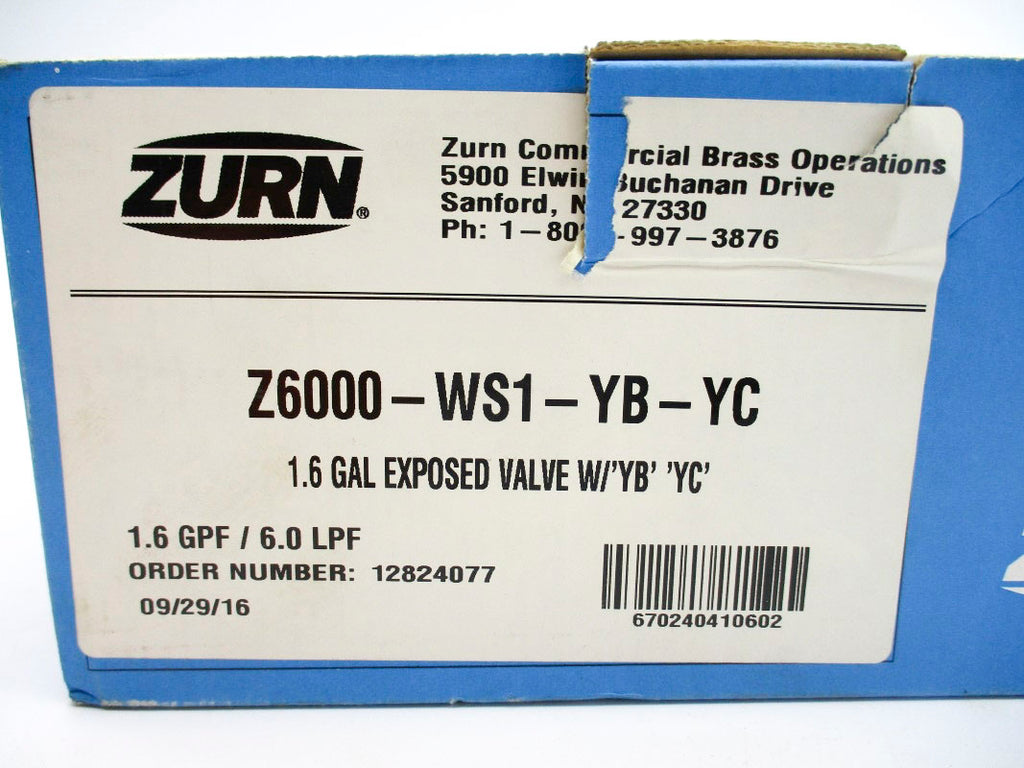 ZURN®
Zurn Com rcial Brass Operations
5900 Elwi Buchanan Drive
Sanford, N 27330
Ph: 1-80 -997-3876
Z6000-WS1-YB-YC
1.6 GAL EXPOSED VALVE W/'YB' 'YC'
1.6 GPF / 6.0 LPF
ORDER NUMBER: 12824077
09/29/16
670240410602